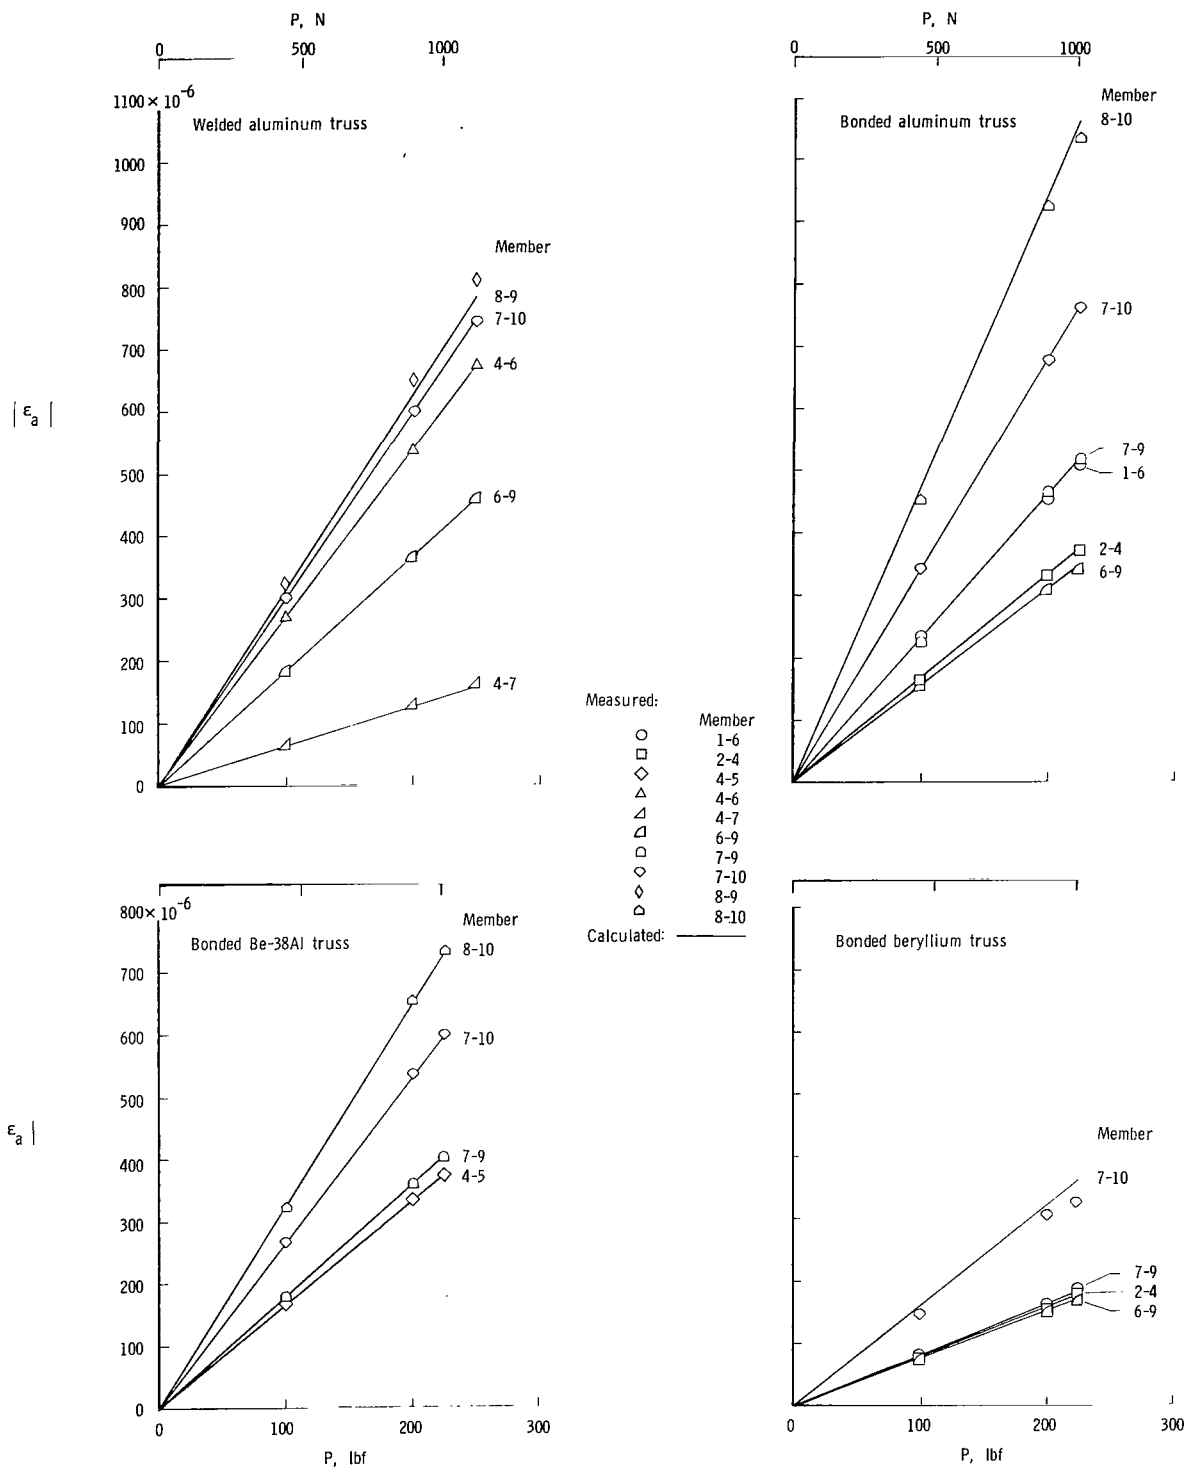 P, N
0 500 1000
1100 × 10-6
Welded aluminum truss
1000
900
800
700
600
500
400
300
200
100
0
|εa|
Member
8-9
7-10
4-6
6-9
4-7
P, N
0 500 1000
Bonded aluminum truss
Member
8-10
7-10
7-9
1-6
2-4
6-9
Measured:
Member
1-6
2-4
4-5
4-6
4-7
6-9
7-9
7-10
8-9
8-10
Calculated:
800 × 10-6
Bonded Be-38Al truss
700
600
500
400
300
200
100
0
εa|
Member
8-10
7-10
7-9
4-5
0 100 200 300
P, lbf
Bonded beryllium truss
Member
7-10
7-9
2-4
6-9
0 100 200 300
P, lbf